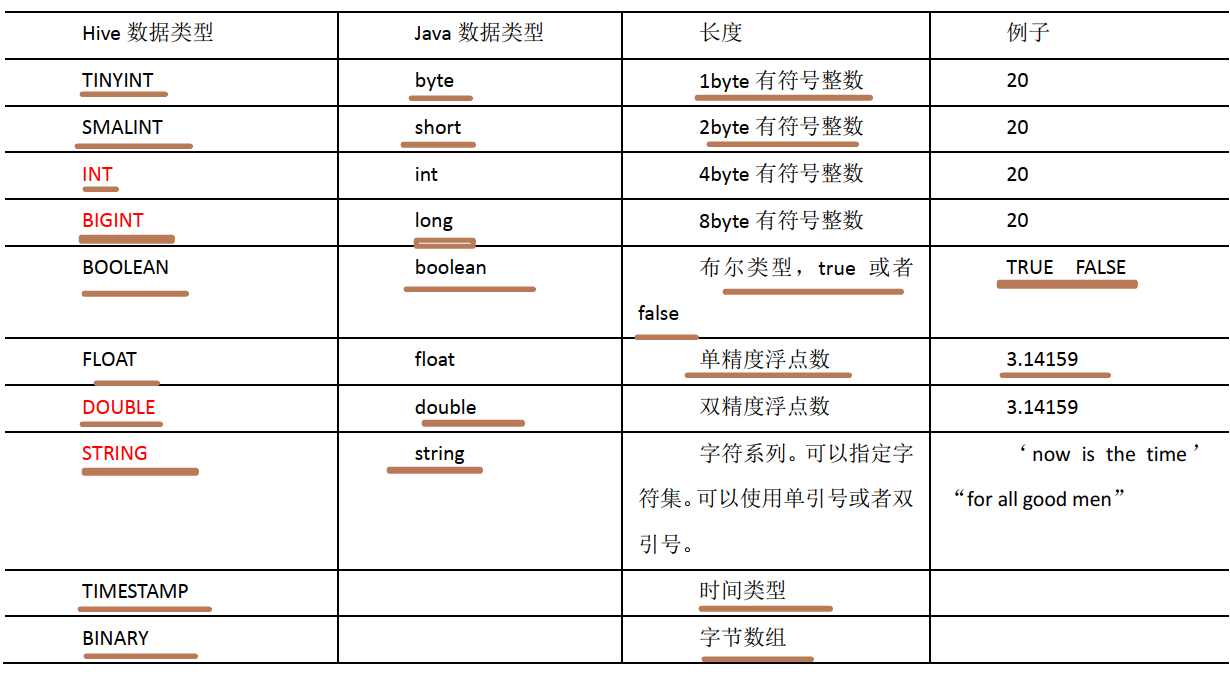 Hive 数据类型 Java 数据类型 长度 例子
TINYINT byte 1byte 有符号整数 20
SMALINT short 2byte 有符号整数 20
INT int 4byte 有符号整数 20
BIGINT long 8byte 有符号整数 20
BOOLEAN boolean 布尔类型，true 或者 TRUE FALSE
false
FLOAT float 单精度浮点数 3.14159
DOUBLE double 双精度浮点数 3.14159
STRING string 字符系列。可以指定字 ‘now is the time’
符集。可以使用单引号或者双 “for all good men”
引号。
TIMESTAMP 时间类型
BINARY 字节数组